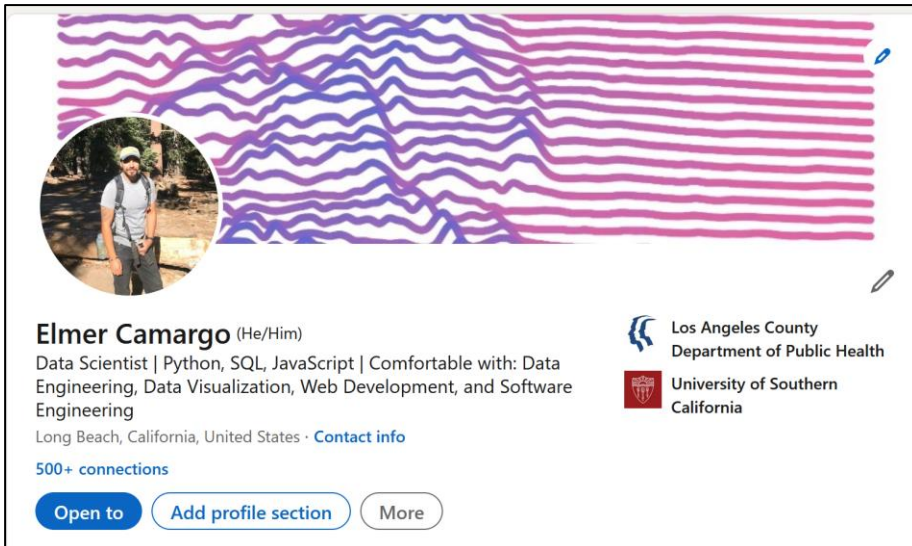 Elmer Camargo (He/Him)
Data Scientist | Python, SQL, JavaScript | Comfortable with: Data
Engineering, Data Visualization, Web Development, and Software
Engineering
Long Beach, California, United States · Contact info
500+ connections
Open to
Add profile section
More
Los Angeles County
Department of Public Health
University of Southern
California